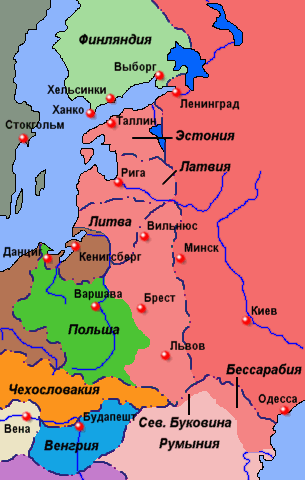 ФИНЛЯНДИЯ
Выборг
Хельсинки
Ленинград
Ханко
Таллин
Стокгольм
Эстония
ЛАТВИЯ
Рига
ЛИТВА
Вильнюс
Данциг
Кенигсберг
Минск
Варшава
Брест
Польша
Киев
Львов
Бессарабия
Чехословакия
Одесса
Вена
Будапешт
Сев. Буковина
Венгрия
РУМЫНИЯ